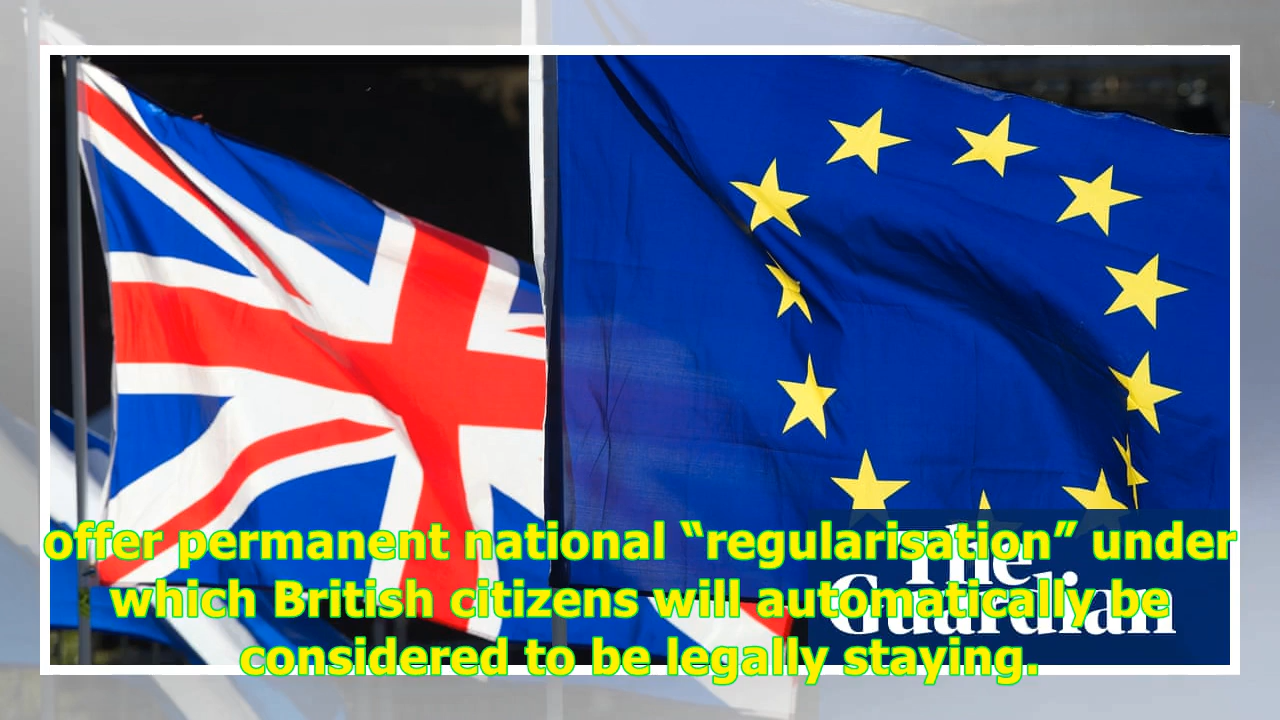 offer permanent national “regularisation” under
which British citizens will automatically be
considered to be legally staying.
The
Guardian